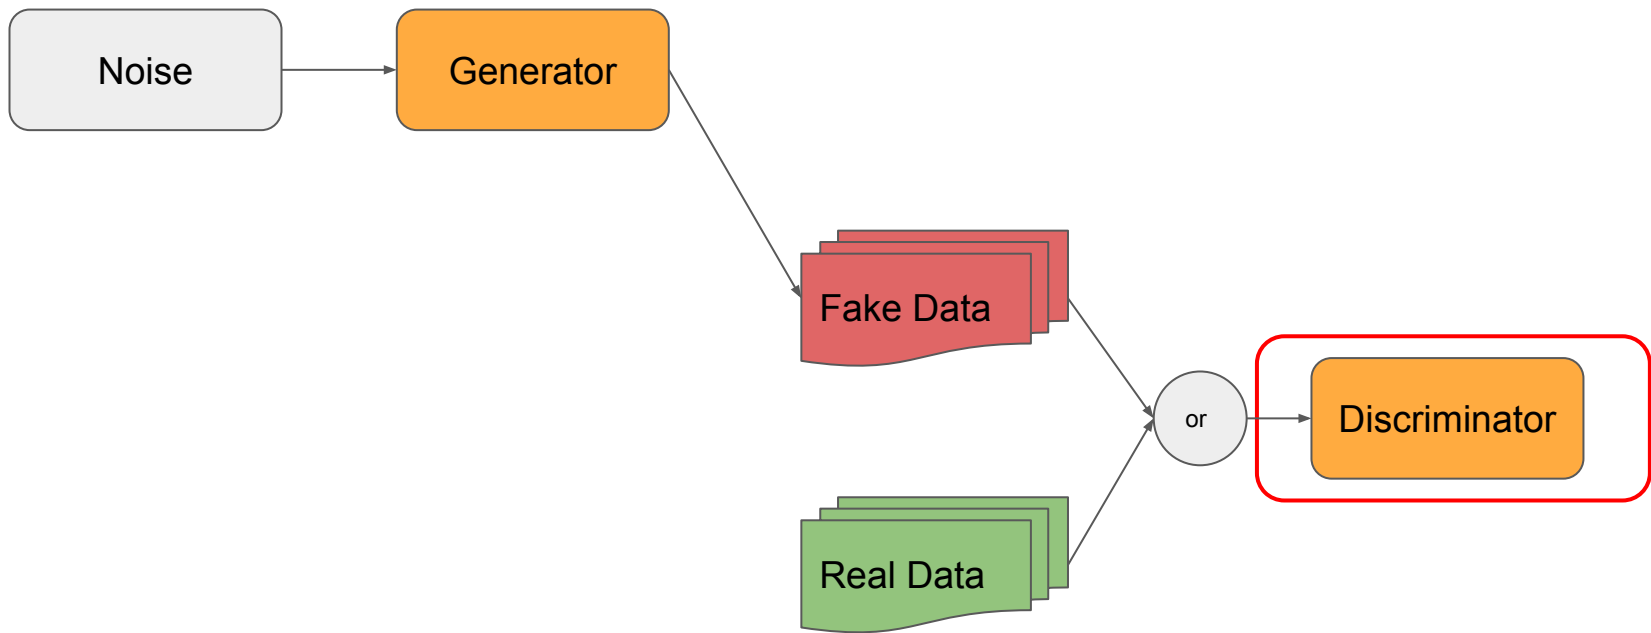 Noise
Generator
Fake Data
or
Discriminator
Real Data